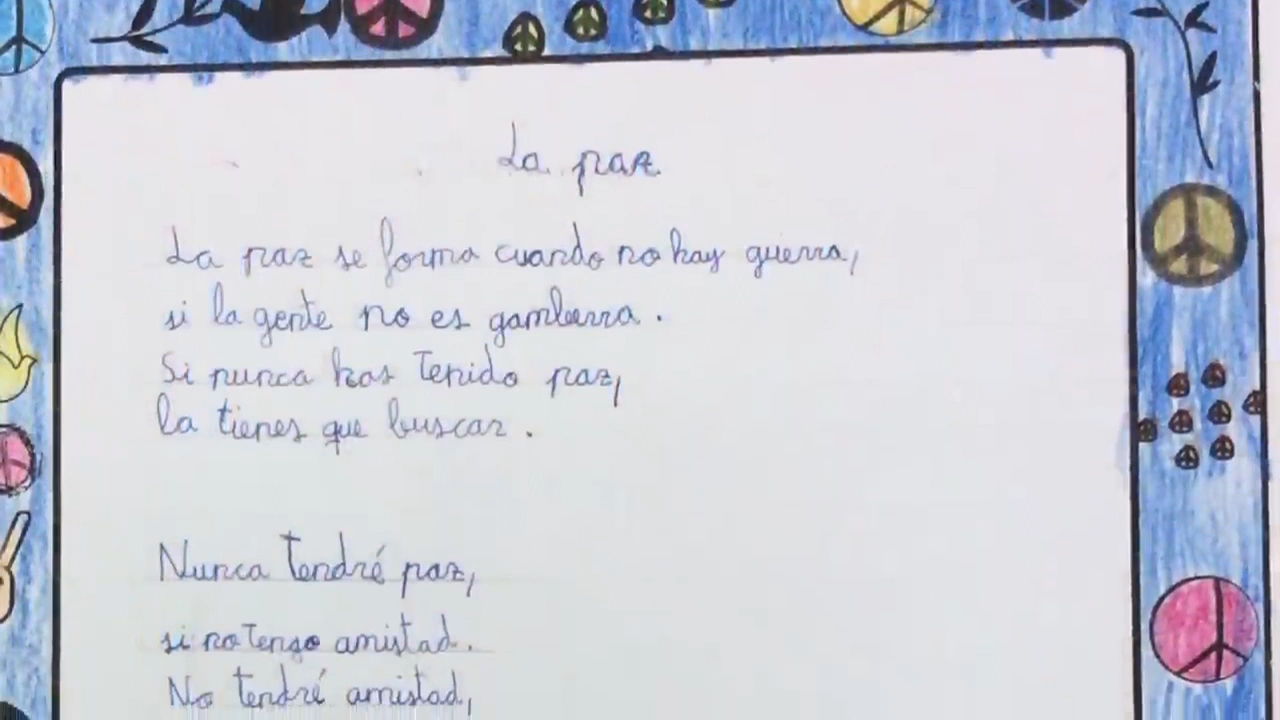 La paz
La paz se forma cuando no hay guerra,
si la gente no es gamberra.
Si nunca has tenido paz,
la tienes que buscar.
Nunca tendré paz,
si no tengo amistad.
No tendré amistad,